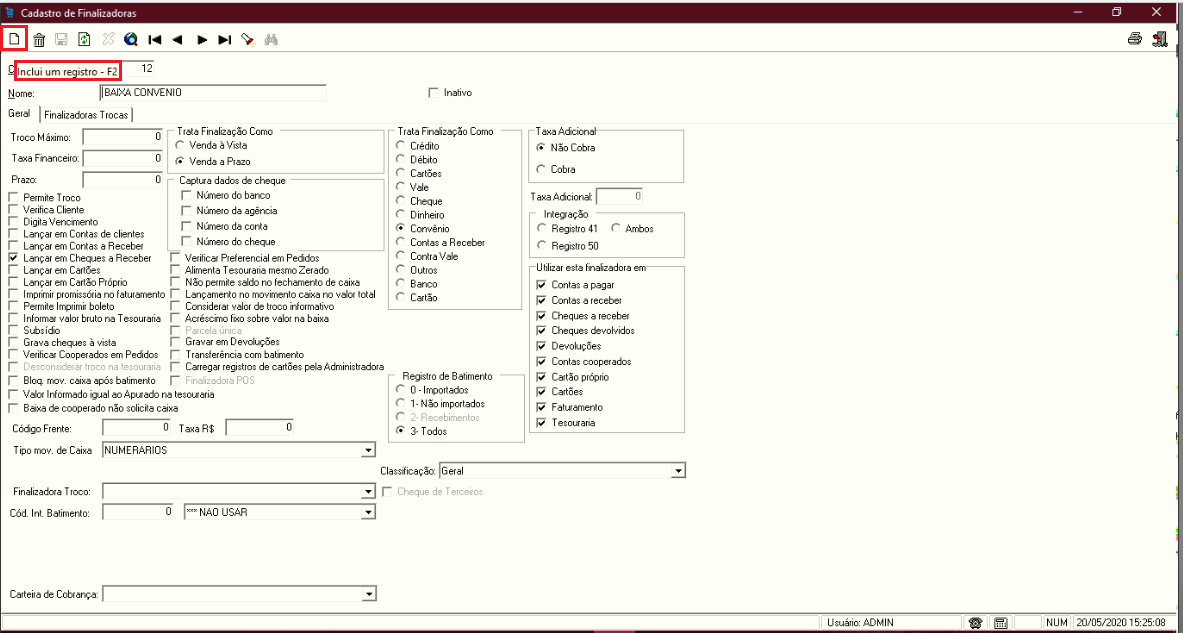 Cadastro de Finalizadoras
Inclui um registro - F2
12
Nome:
BAIXA CONVENIO
Inativo
Geral
Finalizadoras Trocas
Troco Máximo:
0
Taxa Financeiro:
0
Prazo:
0
Permite Troco
Verifica Cliente
Digita Vencimento
Lançar em Contas de clientes
Lançar em Contas a Receber
Lançar em Cheques a Receber
Lançar em Cartões
Lançar em Cartão Próprio
Imprimir promissória no faturamento
Permite Imprimir boleto
Informar valor bruto na Tesouraria
Subsídio
Grava cheques à vista
Verificar Cooperados em Pedidos
Desconsiderar troco na tesouraria
Bloq. mov. caixa após batimento
Valor Informado igual ao Apurado na tesouraria
Baixa de cooperado não solicita caixa
Trata Finalização Como
Venda à Vista
Venda a Prazo
Captura dados de cheque
Número do banco
Número da agência
Número da conta
Número do cheque
Verificar Preferencial em Pedidos
Alimenta Tesouraria mesmo Zerado
Não permite saldo no fechamento de caixa
Lançamento no movimento caixa no valor total
Considerar valor de troco informativo
Acréscimo fixo sobre valor na baixa
Parcela única
Gravar em Devoluções
Transferência com batimento
Carregar registros de cartões pela Administradora
Finalizadora POS
Trata Finalização Como
Crédito
Débito
Cartões
Vale
Cheque
Dinheiro
Convênio
Contas a Receber
Contra Vale
Outros
Banco
Cartão
Registro de Batimento
0 - Importados
1- Não importados
2- Recebimentos
3- Todos
Taxa Adicional
Não Cobra
Cobra
Taxa Adicional:
0
Integração
Registro 41
Ambos
Registro 50
Utilizar esta finalizadora em
Contas a pagar
Contas a receber
Cheques a receber
Cheques devolvidos
Devoluções
Contas cooperados
Cartão próprio
Cartões
Faturamento
Tesouraria
Código Frente:
0
Taxa R$
0
Tipo mov. de Caixa
NUMERARIOS
Classificação:
Geral
Finalizadora Troco:
Cheque de Terceiros
Cód. Int. Batimento:
0
*** NAO USAR
Carteira de Cobrança:
Usuário: ADMIN
NUM
20/05/2020 15:25:08